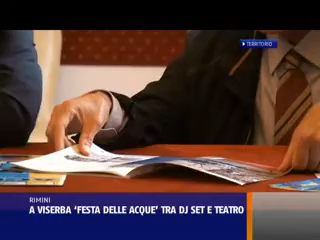 TERRITORIO
RIMINI
A VISERBA 'FESTA DELLE ACQUE' TRA DJ SET E TEATRO